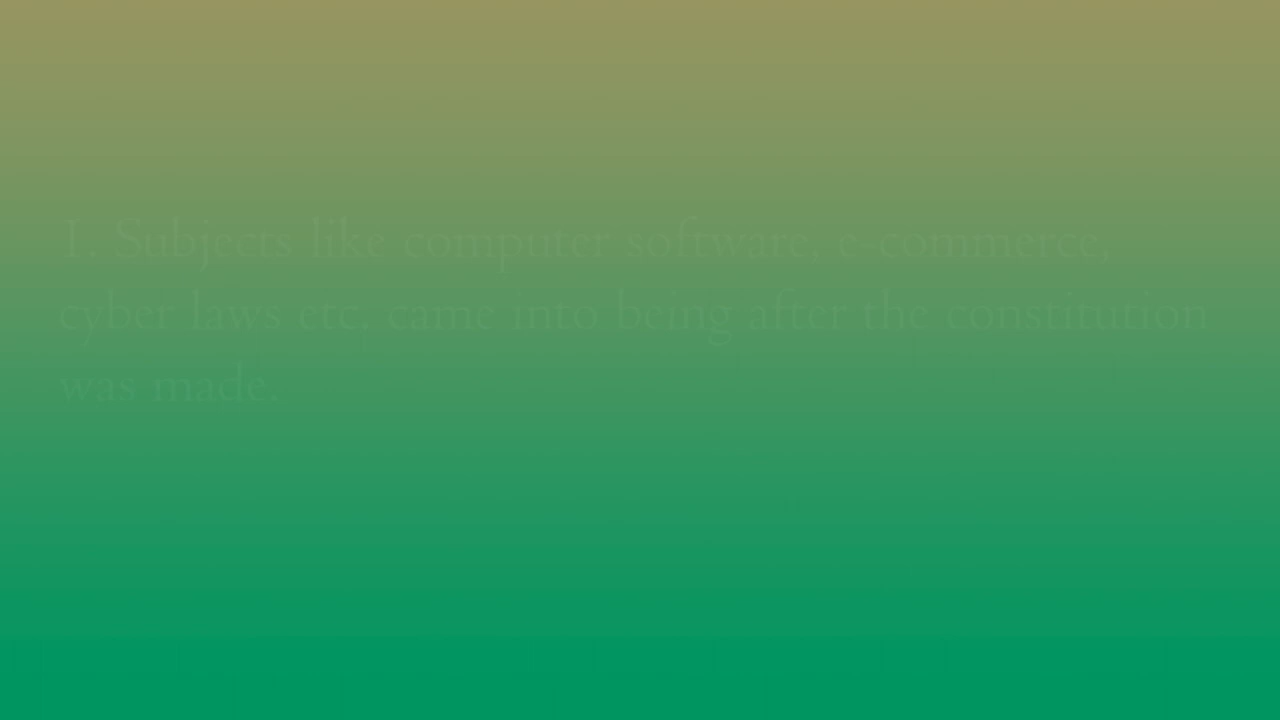 1. Subjects like computer software, e-commerce,
cyber laws etc, came into being after the constitution
was made.